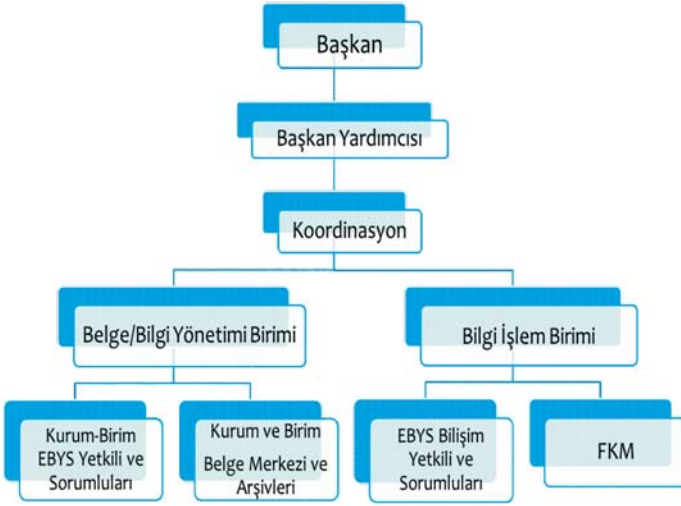 Başkan
Başkan Yardımcısı
Koordinasyon
Belge/Bilgi Yönetimi Birimi
Bilgi İşlem Birimi
Kurum-Birim
EBYS Yetkili ve
Sorumluları
Kurum ve Birim
Belge Merkezi ve
Arşivleri
EBYS Bilişim
Yetkili ve
Sorumluları
FKM